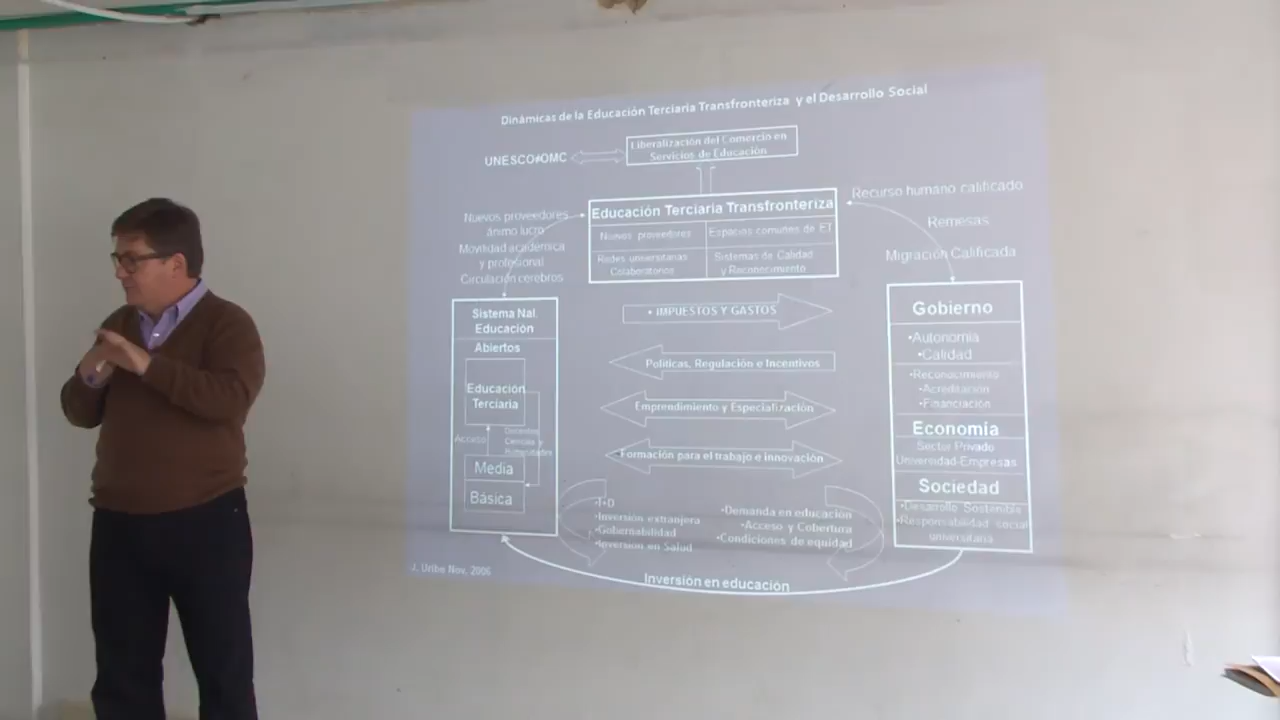 Dinámicas de la Educación Terciaria Transfronteriza y el Desarrollo Social
Liberalización del Comercio en
Servicios de Educación
UNESCO≠OMC
Educación Terciaria Transfronteriza
Nuevos proveedores
Espacios comunes de ET
Redes universitarias
Colaboratorios
Sistemas de Calidad
y Reconocimiento
Nuevos proveedores
ánimo lucro
Movilidad académica
y profesional
Circulación cerebros
Recurso humano calificado
Remesas
Migración Calificada
Sistema Nal.
Educación
Abiertos
Educación
Terciaria
Acceso
Docentes
Ciencias y
Humanidades
Media
Básica
• IMPUESTOS Y GASTOS
Políticas, Regulación e Incentivos
Emprendimiento y Especialización
Formación para el trabajo e innovación
Gobierno
•Autonomía
•Calidad
•Reconocimiento
•Acreditación
•Financiación
Economía
Sector Privado
Universidad-Empresas
Sociedad
•Desarrollo Sostenible
•Responsabilidad social
universitaria
•I+D
•Inversión extranjera
•Gobernabilidad
•Inversión en Salud
•Demanda en educación
•Acceso y Cobertura
•Condiciones de equidad
Inversión en educación
J. Uribe Nov, 2006